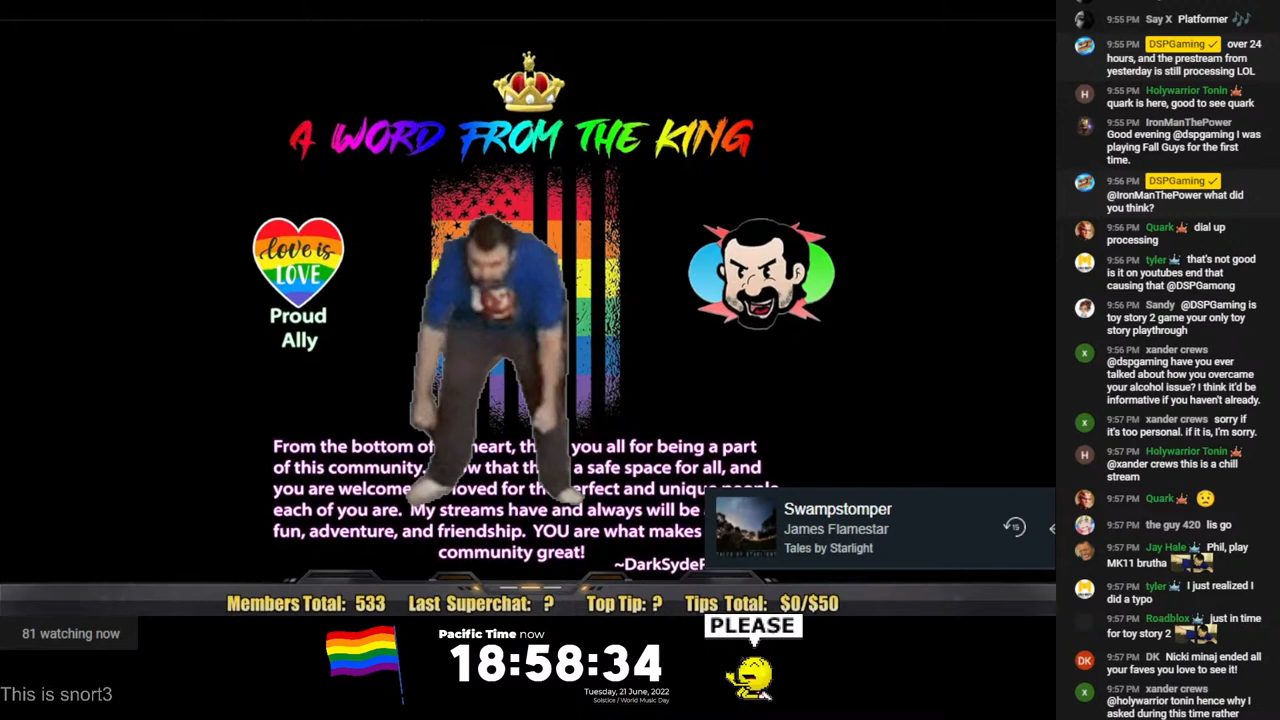 A WORD FROM THE KING
love is
LOVE
Proud
Ally
From the bottom of heart, th you all for being a part
of this community. w that th a safe space for all, and
you are welcome loved for the erfect and unique people
each of you are. My streams have and always will be
fun, adventure, and friendship. YOU are what makes
community great!
~DarkSydeP
Swampstomper
James Flamestar
Tales by Starlight
TALES BY STARLIGHT
15
Members Total: 533 Last Superchat: ? Top Tip: ? Tips Total: $0/$50
81 watching now
Pacific Time now
18:58:34
Tuesday, 21 June, 2022
Solstice / World Music Day
PLEASE
This is snort3
9:55 PM Say X Platformer
9:55 PM DSPGaming over 24
hours, and the prestream from
yesterday is still processing LOL
H
9:55 PM Holywarrior Tonin
quark is here, good to see quark
9:55 PM IronManThePower
Good evening @dspgaming I was
playing Fall Guys for the first
time.
9:56 PM DSPGaming
@IronManThePower what did
you think?
9:56 PM Quark dial up
processing
9:56 PM tyler that's not good
is it on youtubes end that
causing that @DSPGamong
9:56 PM Sandy @DSPGaming is
toy story 2 game your only toy
story playthrough
X
9:56 PM xander crews
@dspgaming have you ever
talked about how you overcame
your alcohol issue? I think it'd be
informative if you haven't already.
X
9:57 PM xander crews sorry if
it's too personal. if it is, I'm sorry.
H
9:57 PM Holywarrior Tonin
@xander crews this is a chill
stream
9:57 PM Quark
9:57 PM the guy 420 lis go
9:57 PM Jay Hale Phil, play
MK11 brutha
9:57 PM tyler I just realized I
did a typo
9:57 PM Roadblox just in time
for toy story 2
DK
9:57 PM DK Nicki minaj ended all
your faves you love to see it!
X
9:57 PM xander crews
@holywarrior tonin hence why I
asked during this time rather